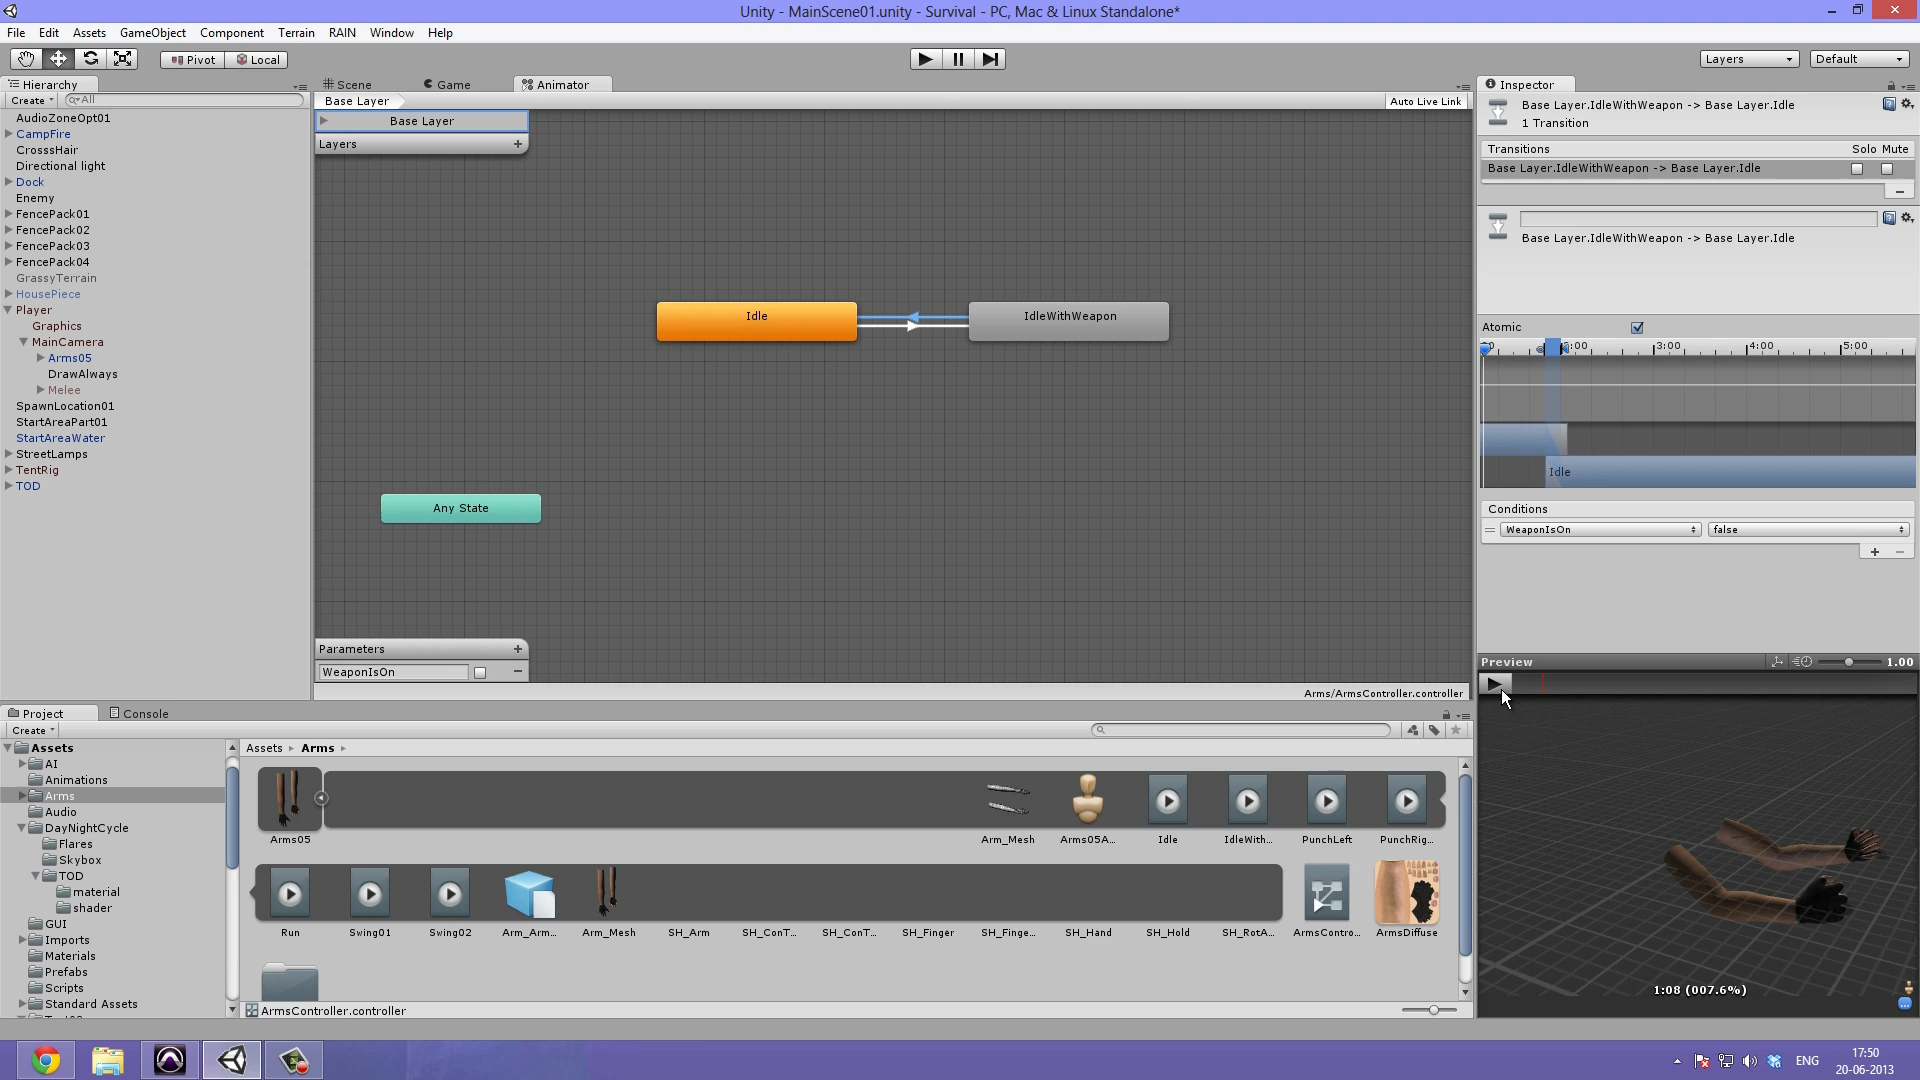 Unity - MainScene01.unity - Survival - PC, Mac & Linux Standalone*
File Edit Assets GameObject Component Terrain RAIN Window Help
Pivot Local
Layers Default
Hierarchy
Create All
AudioZoneOpt01
CampFire
CrosssHair
Directional light
Dock
Enemy
FencePack01
FencePack02
FencePack03
FencePack04
GrassyTerrain
HousePiece
Player
Graphics
MainCamera
Arms05
DrawAlways
Melee
SpawnLocation01
StartAreaPart01
StartAreaWater
StreetLamps
TentRig
TOD
Scene Game Animator
Base Layer Auto Live Link
Base Layer
Layers +
Idle
IdleWithWeapon
Any State
Parameters +
WeaponIsOn
Arms/ArmsController.controller
Inspector
Base Layer.IdleWithWeapon -> Base Layer.Idle
1 Transition
Transitions Solo Mute
Base Layer.IdleWithWeapon -> Base Layer.Idle
Base Layer.IdleWithWeapon -> Base Layer.Idle
Atomic
3:00 4:00 5:00
Idle
Conditions
WeaponIsOn false
Preview 1.00
1:08 (007.6%)
Project Console
Create
Assets
AI
Animations
Arms
Audio
DayNightCycle
Flares
Skybox
TOD
material
shader
GUI
Imports
Materials
Prefabs
Scripts
Standard Assets
Assets Arms
Arms05 Arm_Mesh Arms05A... Idle IdleWith... PunchLeft PunchRig...
Run Swing01 Swing02 Arm_Arm... Arm_Mesh SH_Arm SH_ConT... SH_ConT... SH_Finger SH_Finge... SH_Hand SH_Hold SH_RotA... ArmsContro... ArmsDiffuse
ArmsController.controller
ENG
17:50
20-06-2013